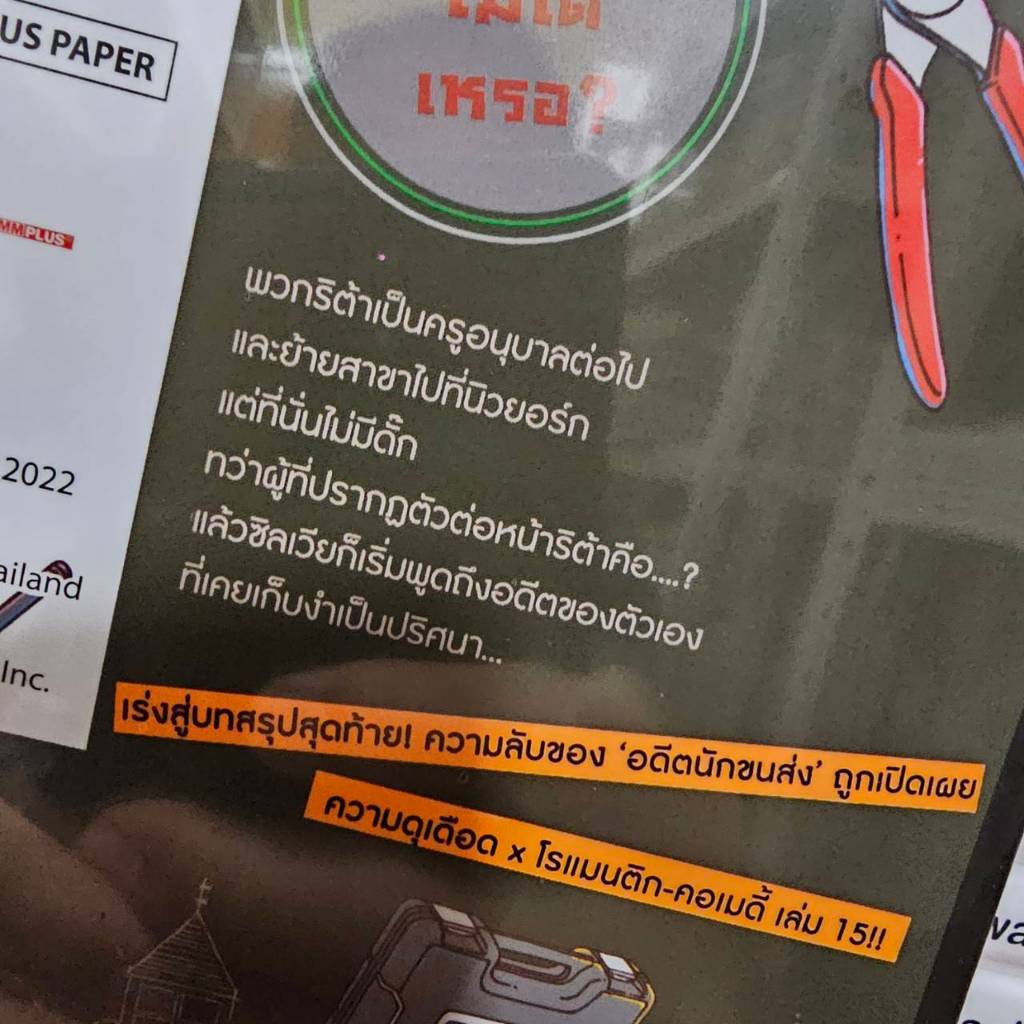 US PAPER
MMPLUS
2022
ailand
Inc.
ไม่ได้
เหรอ?
พวกริต้าเป็นครูอนุบาลต่อไป
และย้ายสาขาไปที่นิวยอร์ก
แต่ที่นั่นไม่มีดั๊ก
ทว่าผู้ที่ปรากฏตัวต่อหน้าริต้าคือ....?
แล้วซิลเวียก็เริ่มพูดถึงอดีตของตัวเอง
ที่เคยเก็บงำเป็นปริศนา...
เร่งสู่บทสรุปสุดท้าย! ความลับของ ‘อดีตนักขนส่ง’ ถูกเปิดเผย
ความดุเดือด x โรแมนติก-คอเมดี้ เล่ม 15!!